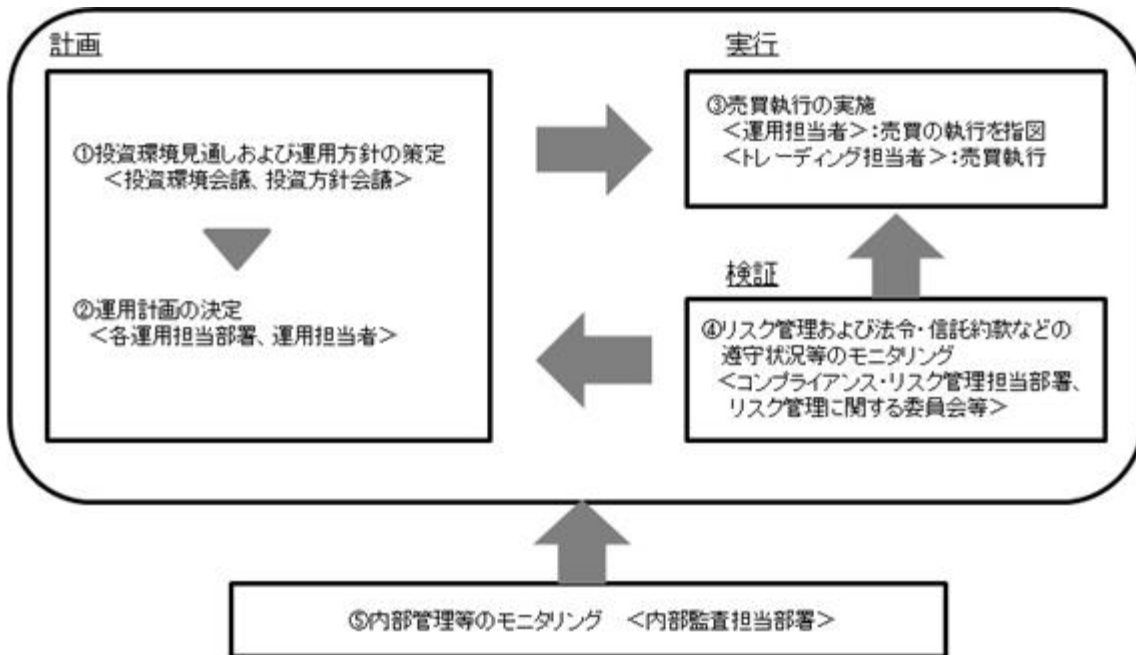 計画
①投資環境見通しおよび運用方針の策定
<投資環境会議、投資方針会議>
②運用計画の決定
<各運用担当部署、運用担当者>
実行
③売買執行の実施
<運用担当者>:売買の執行を指図
<トレーディング担当者>:売買執行
検証
④リスク管理および法令・信託約款などの
遵守状況等のモニタリング
<コンプライアンス・リスク管理担当部署、
リスク管理に関する委員会等>
⑤内部管理等のモニタリング <内部監査担当部署>